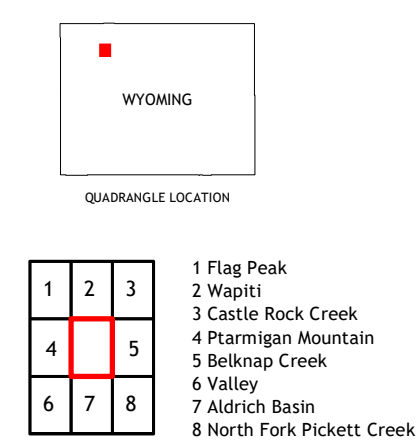 WYOMING
QUADRANGLE LOCATION
1 2 3
4 5
6 7 8
1 Flag Peak
2 Wapiti
3 Castle Rock Creek
4 Ptarmigan Mountain
5 Belknap Creek
6 Valley
7 Aldrich Basin
8 North Fork Pickett Creek